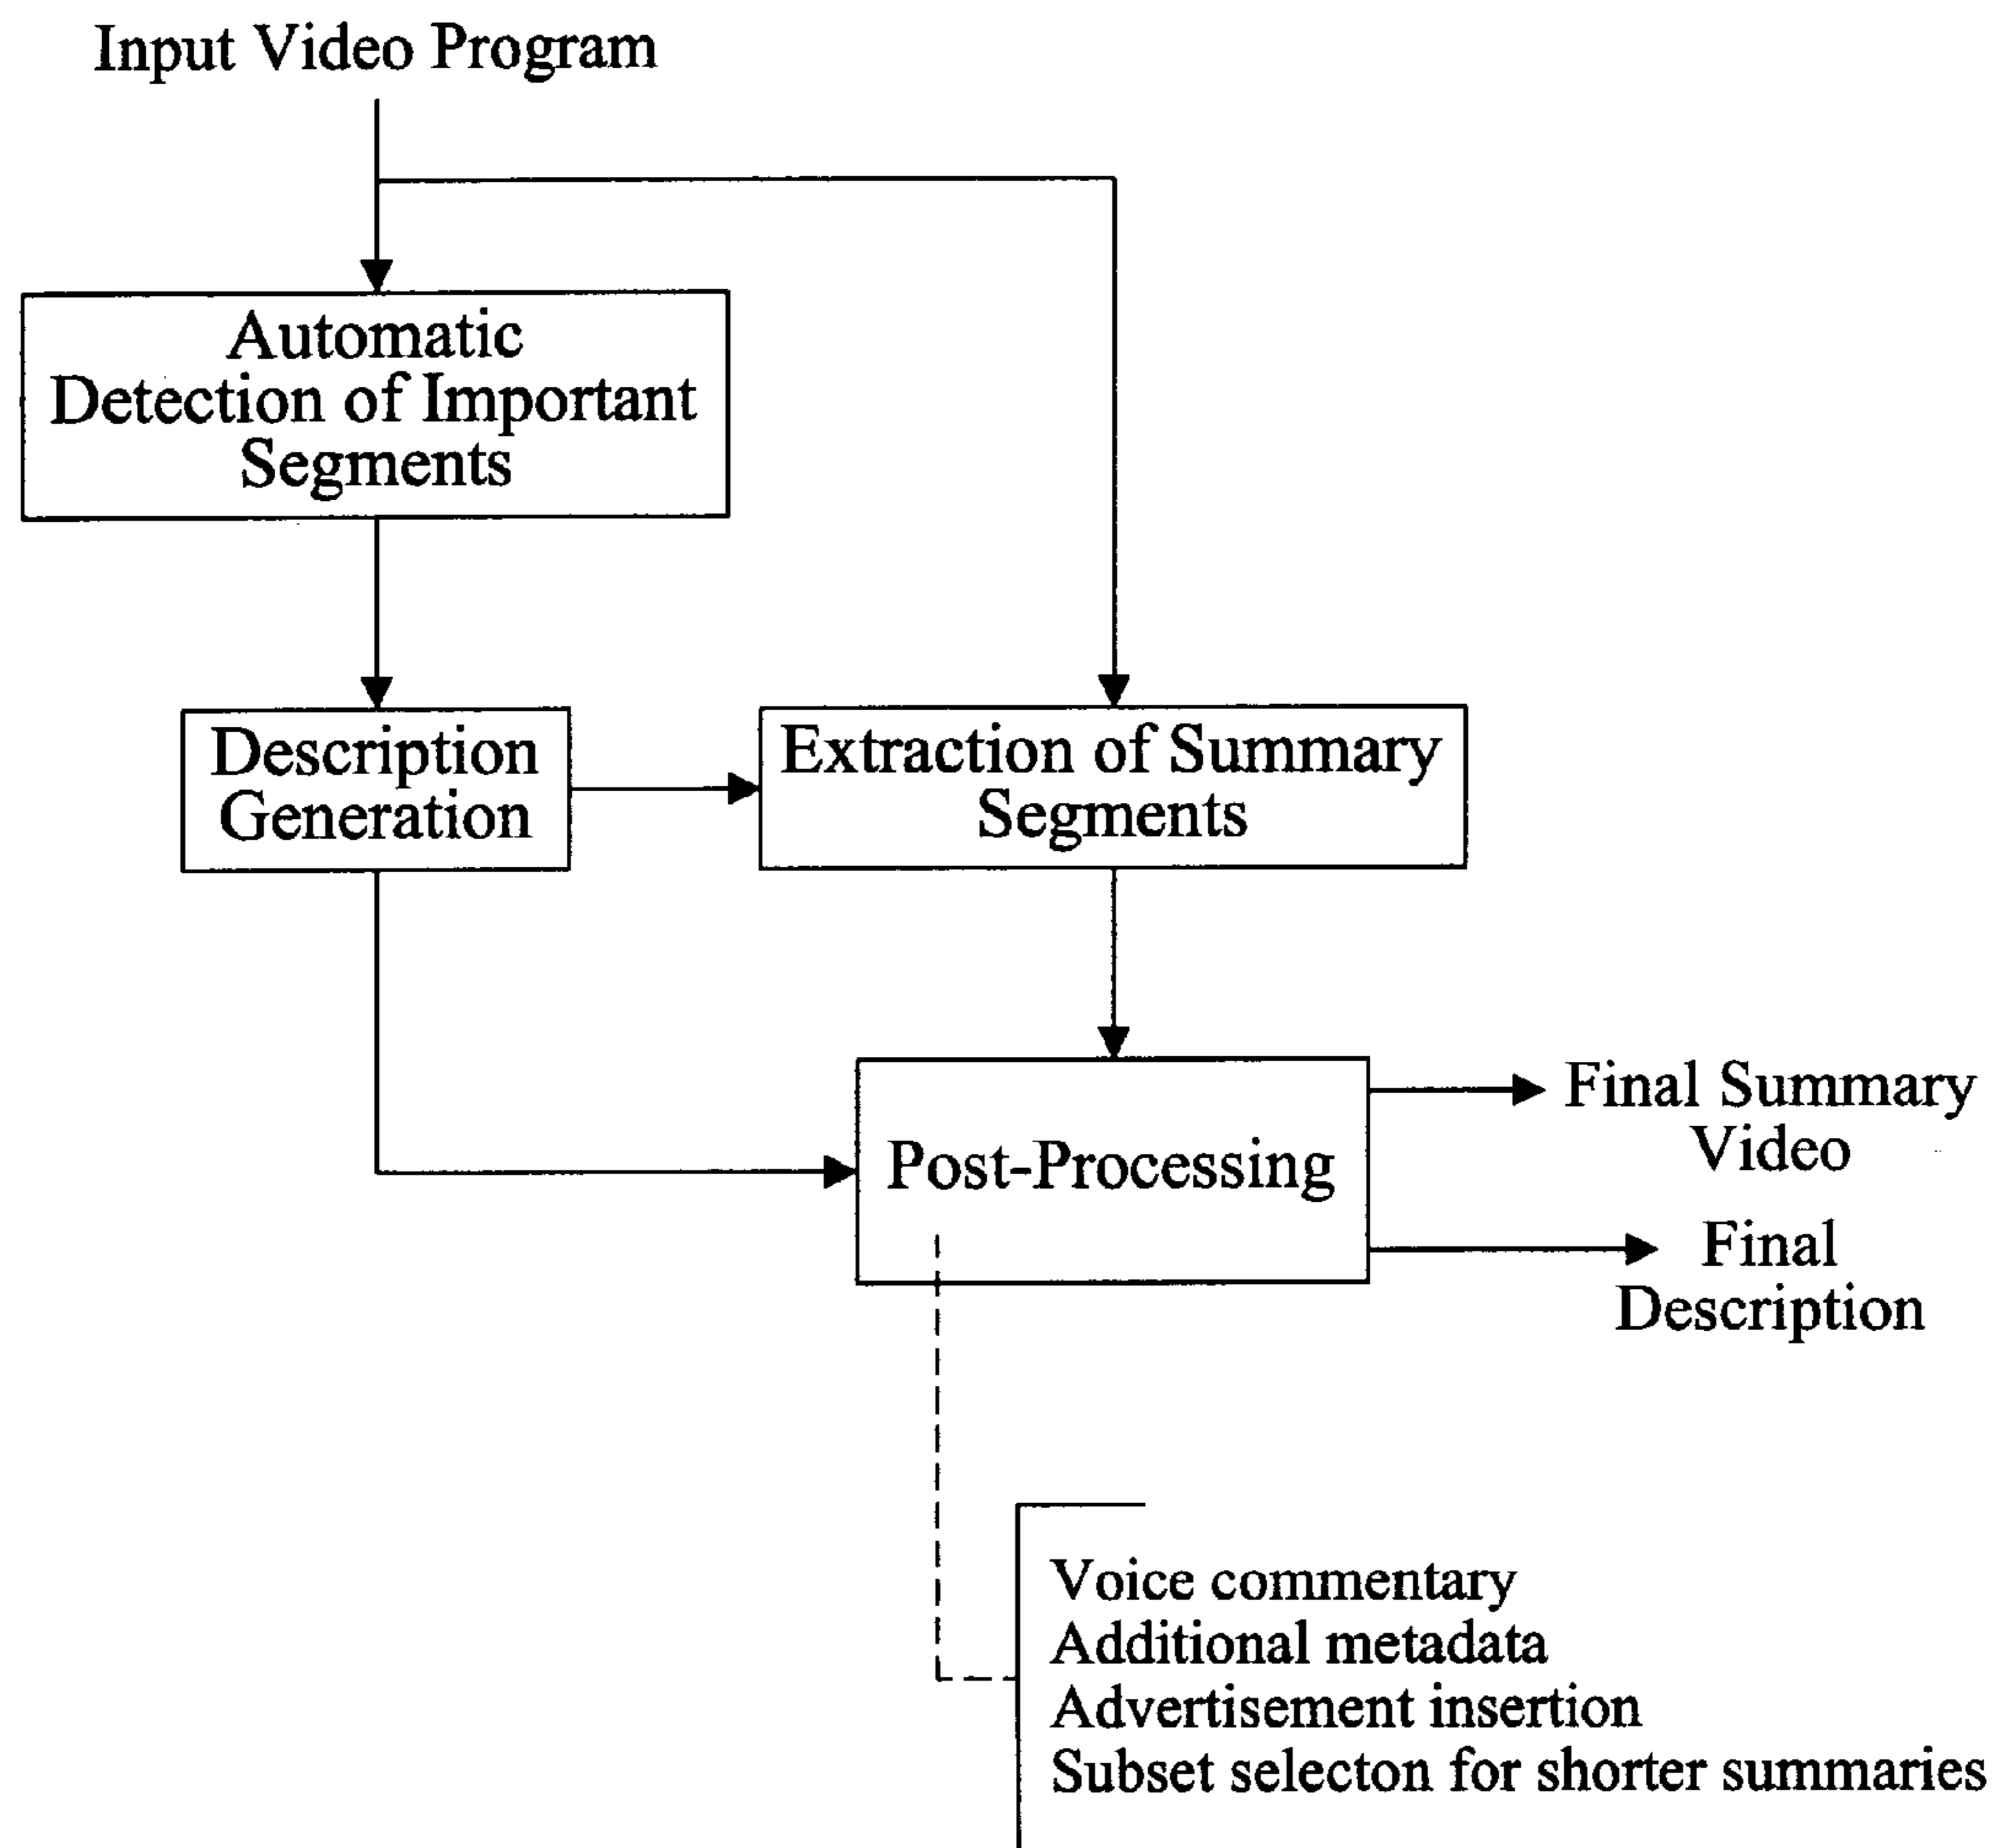 Input Video Program
Automatic
Detection of Important
Segments
Description
Generation
Extraction of Summary
Segments
Post-Processing
Final Summary
Video
Final
Description
Voice commentary
Additional metadata
Advertisement insertion
Subset selecton for shorter summaries